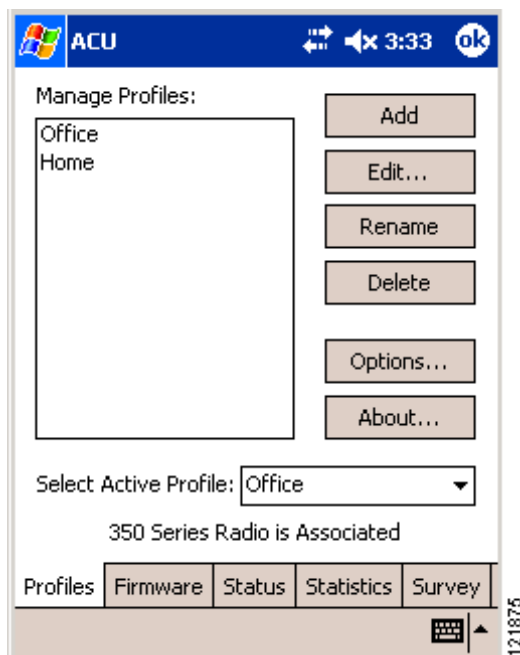 ACU 3:33 ok
Manage Profiles:
Office
Home
Add
Edit...
Rename
Delete
Options...
About...
Select Active Profile: Office
350 Series Radio is Associated
Profiles Firmware Status Statistics Survey
121875